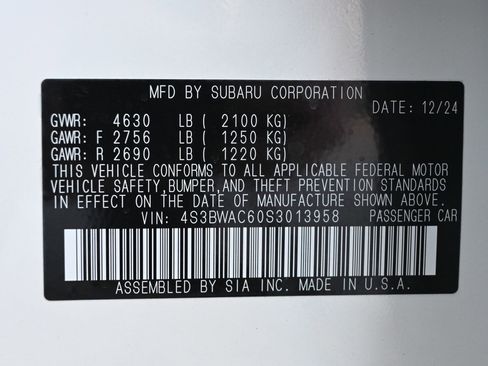 MFD BY SUBARU CORPORATION
DATE: 12/24
GVWR: 4630 LB ( 2100 KG)
GAWR: F 2756 LB ( 1250 KG)
GAWR: R 2690 LB ( 1220 KG)
THIS VEHICLE CONFORMS TO ALL APPLICABLE FEDERAL MOTOR
VEHICLE SAFETY,BUMPER,AND THEFT PREVENTION STANDARDS
IN EFFECT ON THE DATE OF MANUFACTURE SHOWN ABOVE.
VIN: 4S3BWAC60S3013958 PASSENGER CAR
ASSEMBLED BY SIA INC. MADE IN U.S.A.